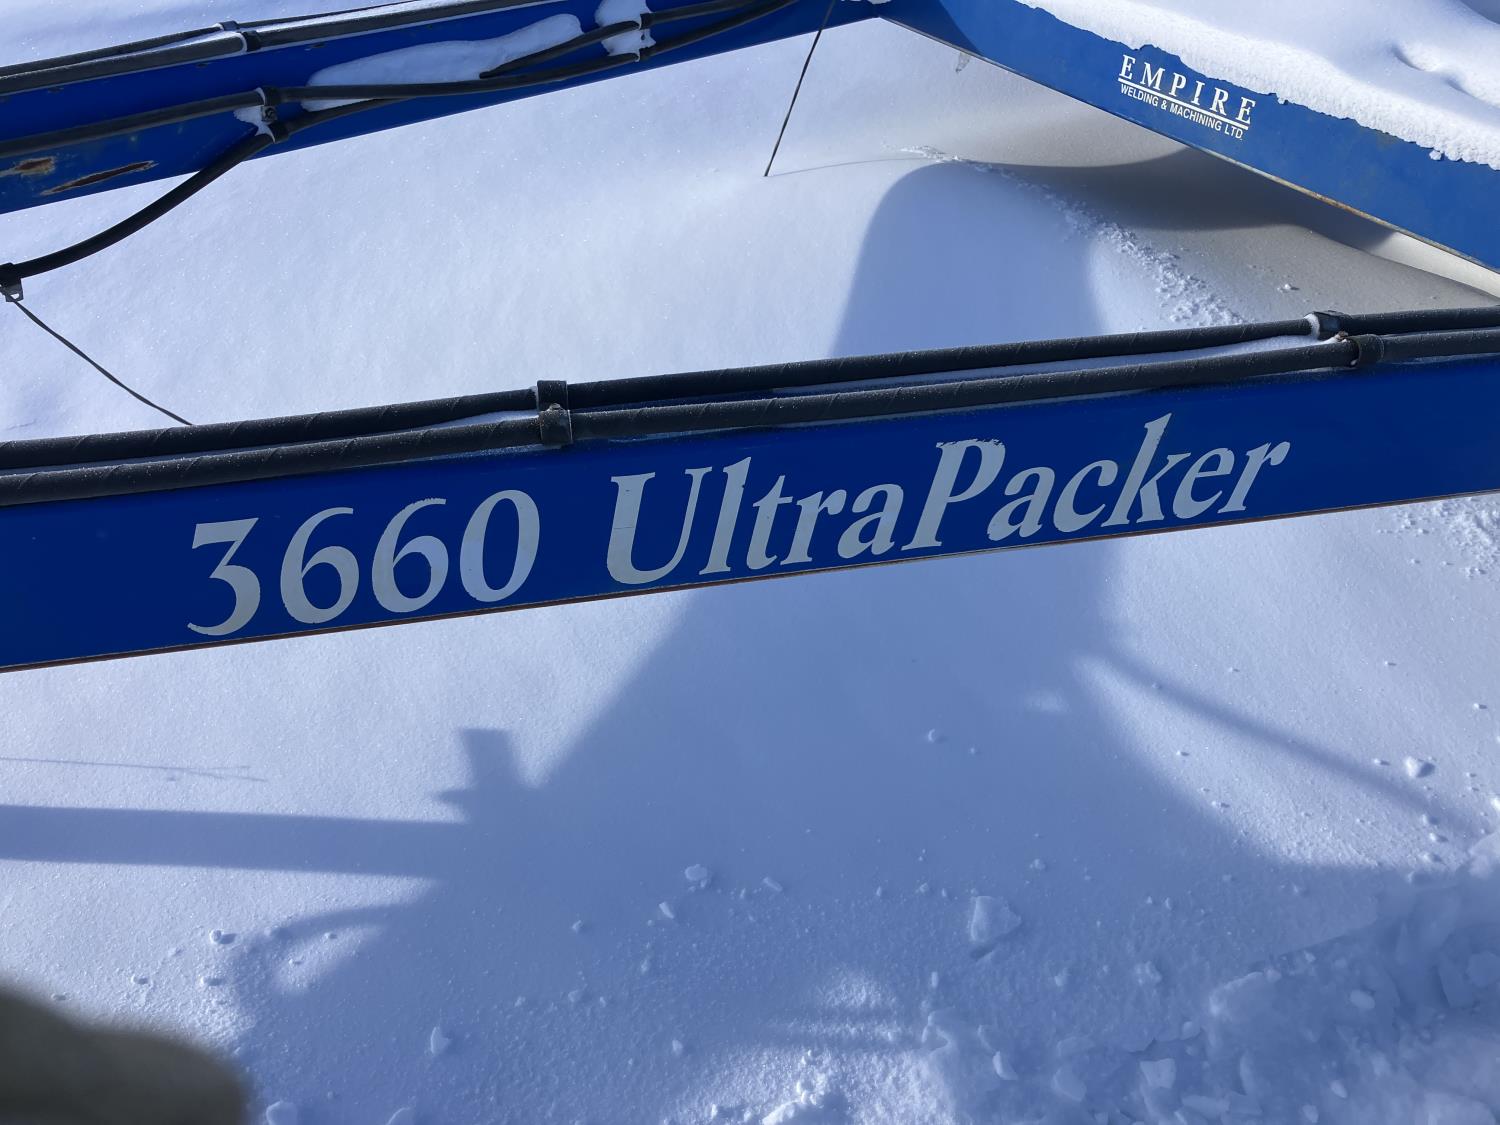 EMPIRE
WELDING & MACHINING LTD.
3660 UltraPacker